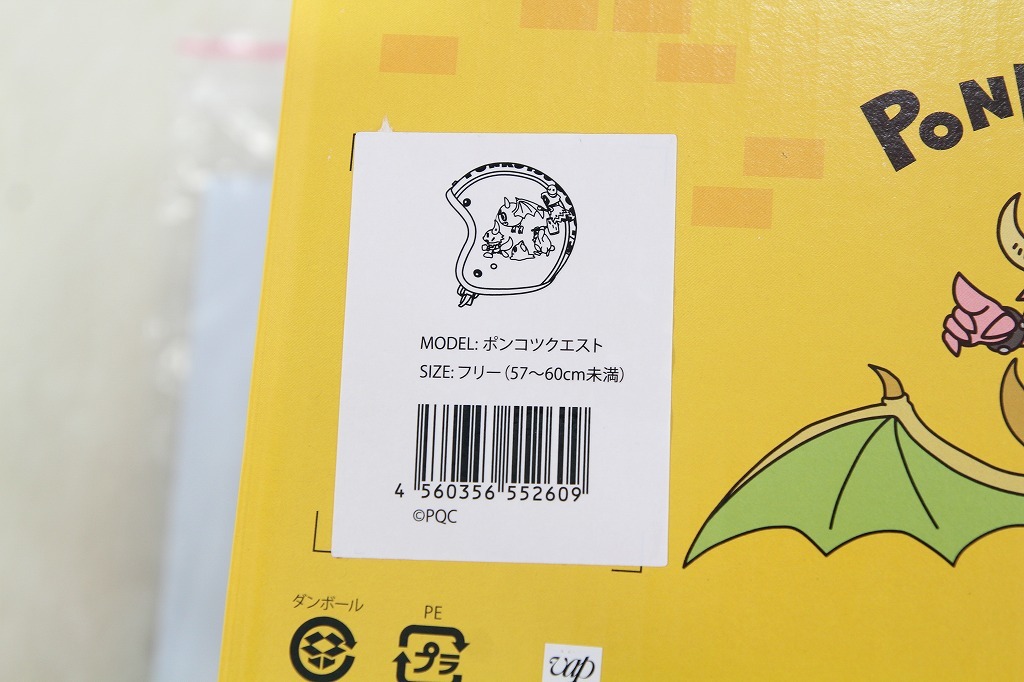 PON
MODEL: ポンコツクエスト
SIZE: フリー（57～60cm未満）
4 560356 552609
©PQC
ダンボール
PE
プラ
vap